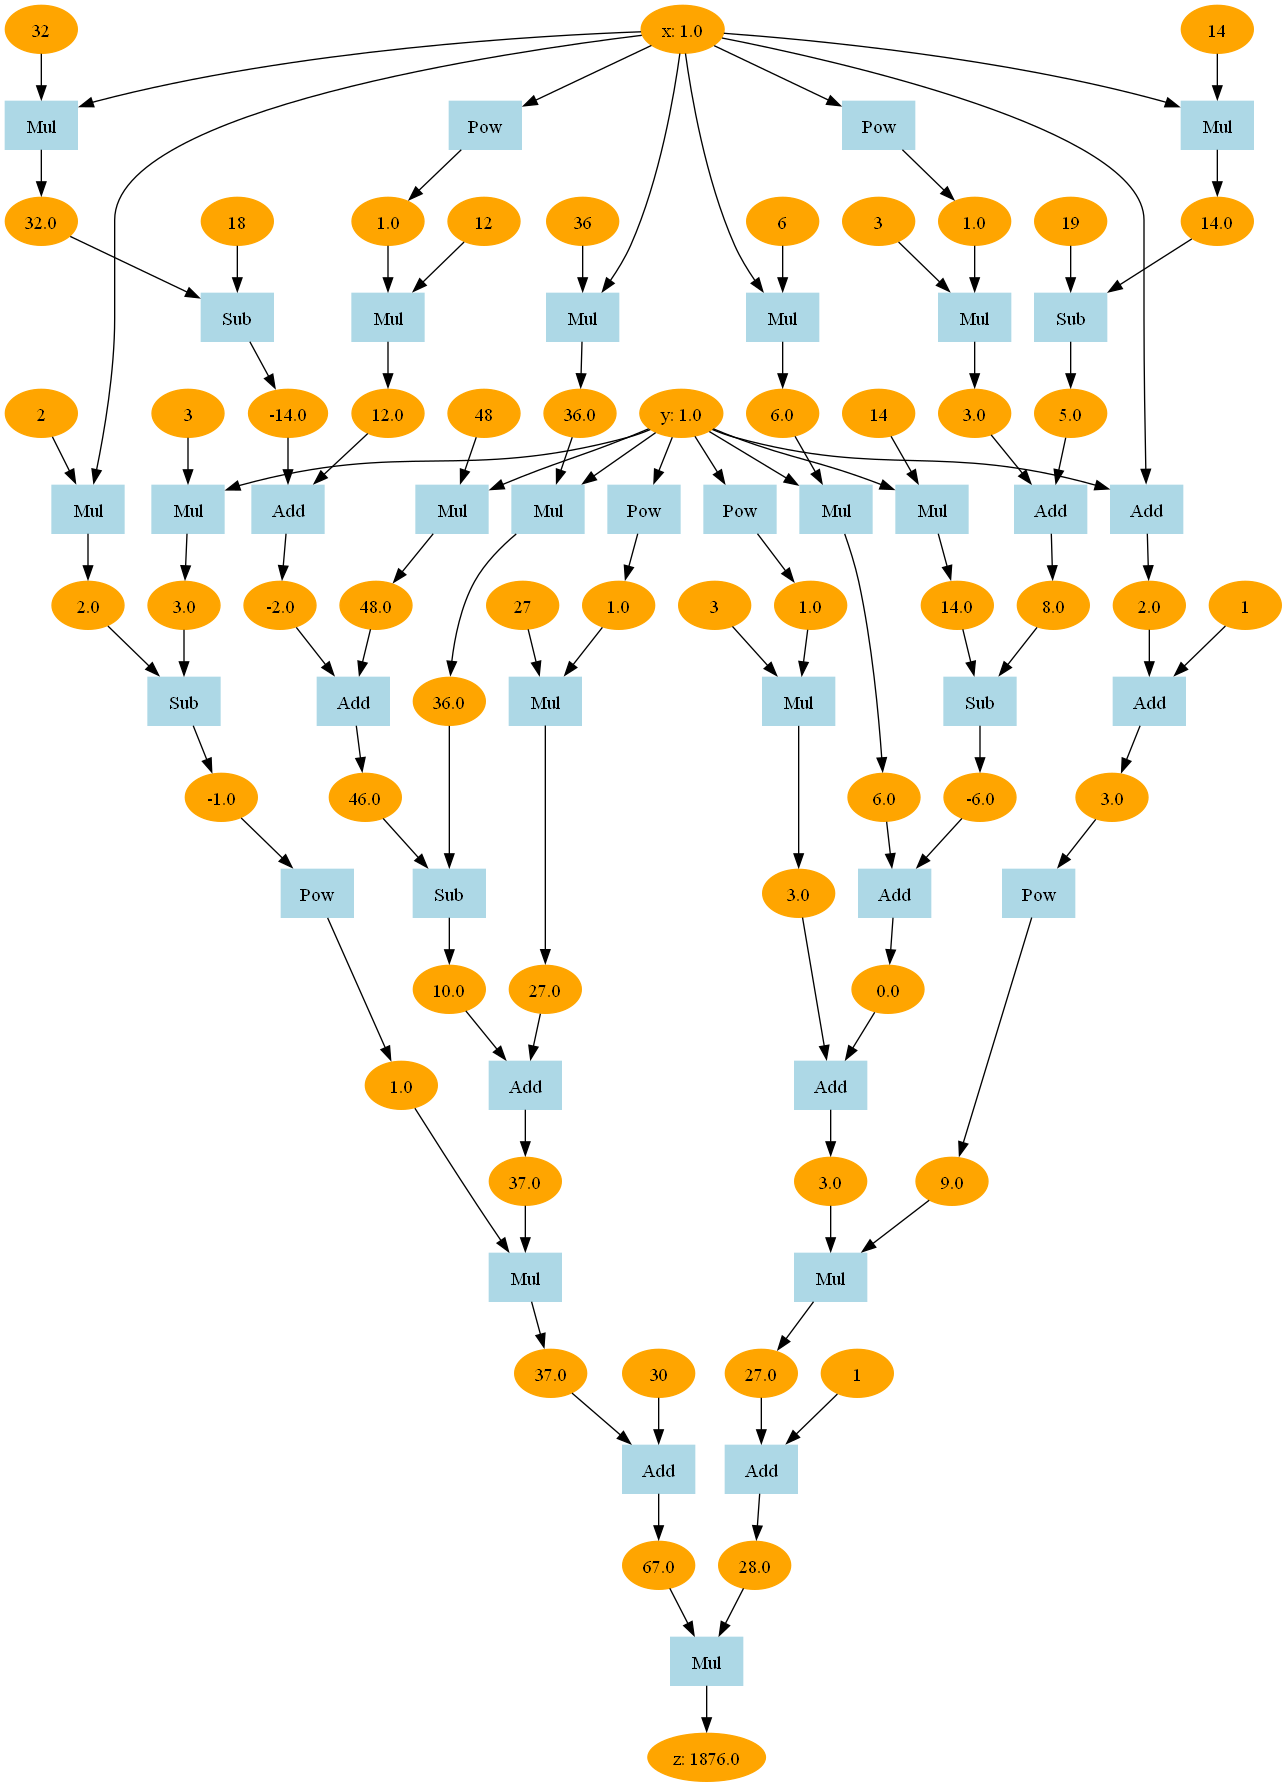 32
x: 1.0
14
Mul
Pow
Pow
Mul
32.0
18
1.0
12
36
6
3
1.0
19
14.0
Sub
Mul
Mul
Mul
Mul
Sub
2
3
-14.0
12.0
48
36.0
y: 1.0
6.0
14
3.0
5.0
Mul
Mul
Add
Mul
Mul
Pow
Pow
Mul
Mul
Add
Add
2.0
3.0
-2.0
48.0
27
1.0
3
1.0
14.0
8.0
2.0
1
Sub
Add
36.0
Mul
Mul
Sub
Add
-1.0
46.0
6.0
-6.0
3.0
Pow
Sub
3.0
Add
Pow
10.0
27.0
0.0
1.0
Add
Add
37.0
3.0
9.0
Mul
Mul
37.0
30
27.0
1
Add
Add
67.0
28.0
Mul
z: 1876.0